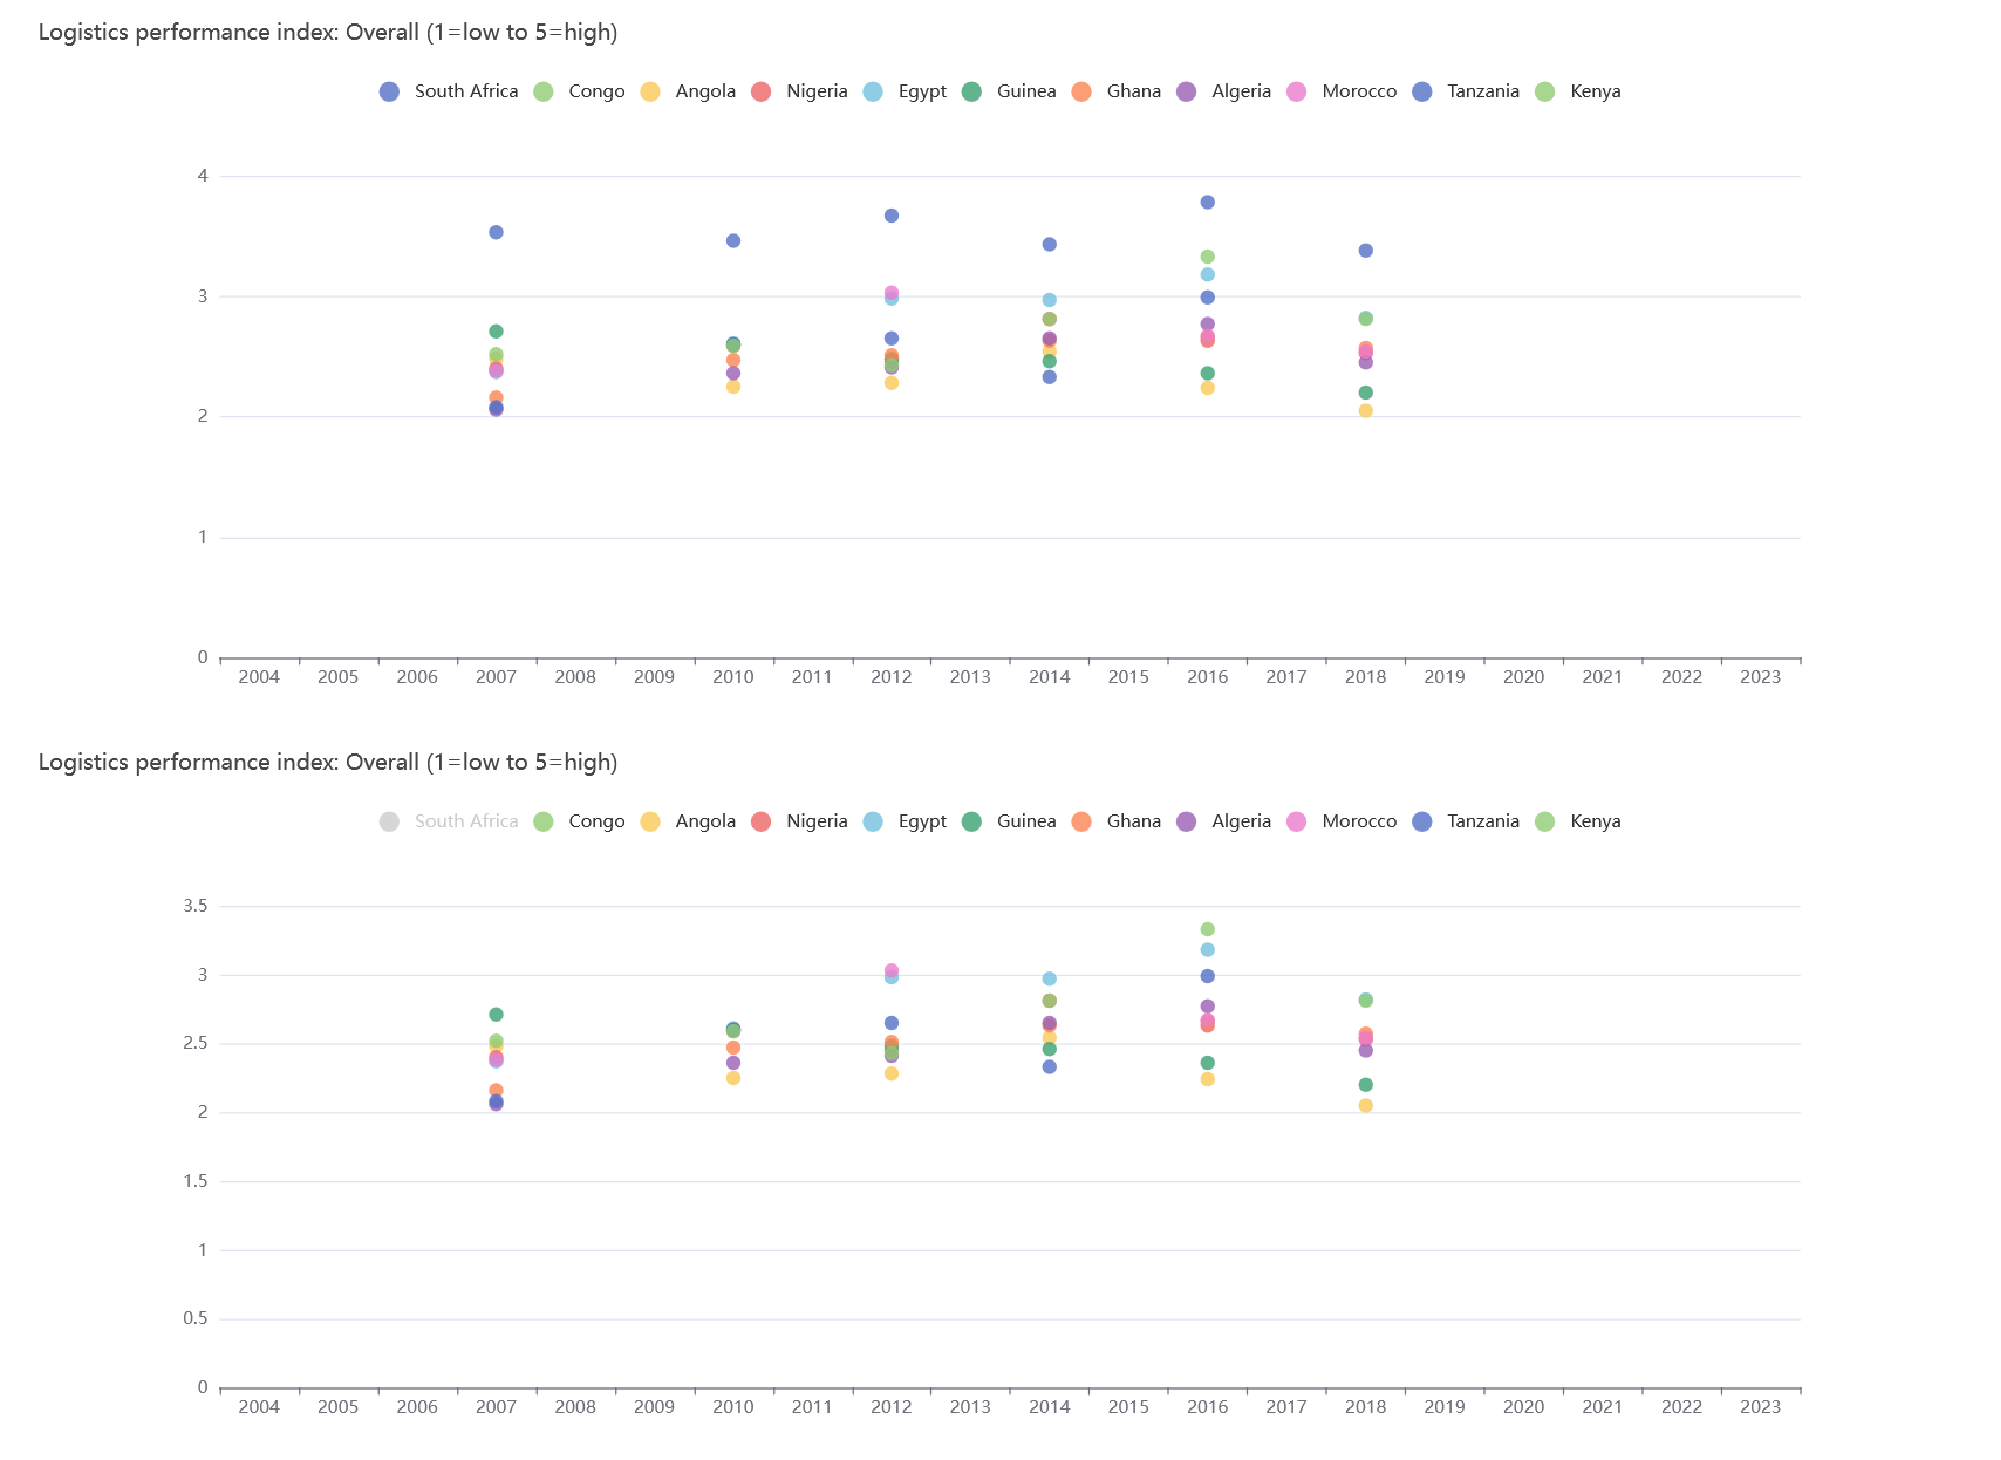 Logistics performance index: Overall (1=low to 5=high)
South Africa Congo Angola Nigeria Egypt Guinea Ghana Algeria Morocco Tanzania Kenya
4
3
2
1
0
2004 2005 2006 2007 2008 2009 2010 2011 2012 2013 2014 2015 2016 2017 2018 2019 2020 2021 2022 2023
Logistics performance index: Overall (1=low to 5=high)
South Africa Congo Angola Nigeria Egypt Guinea Ghana Algeria Morocco Tanzania Kenya
3.5
3
2.5
2
1.5
1
0.5
0
2004 2005 2006 2007 2008 2009 2010 2011 2012 2013 2014 2015 2016 2017 2018 2019 2020 2021 2022 2023